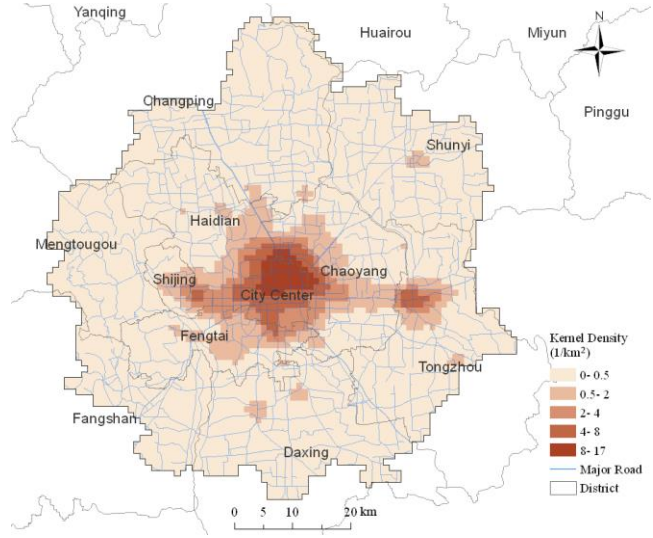 Yanqing
N
Huairou
Miyun
Changping
Pinggu
Shunyi
Haidian
Mengtougou
Shijing
Chaoyang
City Center
Fengtai
Kernel Density
(1/km²)
Tongzhou
0- 0.5
0.5- 2
2- 4
Fangshan
4- 8
8- 17
Daxing
Major Road
District
0 5 10 20 km